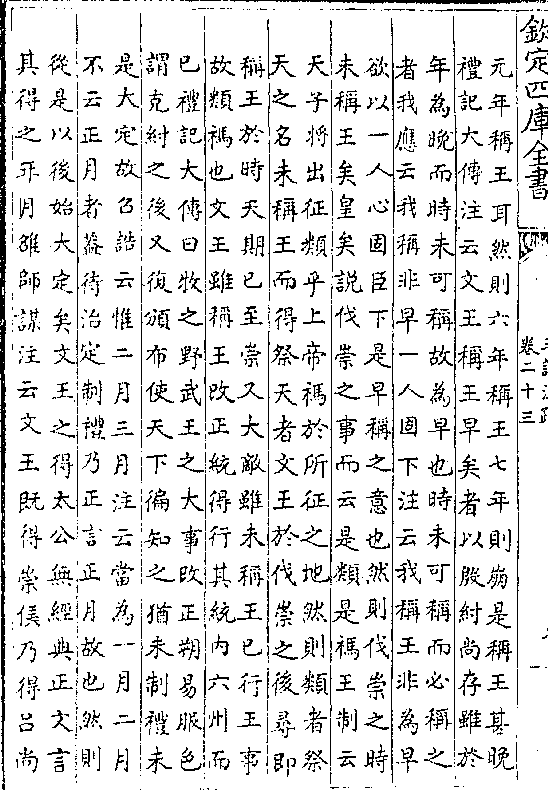 欽定四庫全書
卷二十三
元年稱王耳然則六年稱王七年則崩是稱王甚晚
禮記大傳注云文王稱王早矣者以殷紂尚存雖於
年為晚而時未可稱故為早也時未可稱而必稱之
者我應云我稱非早一人固下注云我稱王非為早
欲以一人心固臣下是早稱之意也然則伐崇之時
未稱王矣皇矣説伐崇之事而云是類是禡王制云
天子將出征類乎上帝禡於所征之地然則類者祭
天之名未稱王而得祭天者文王於伐崇之後尋即
稱王於時天期已至崇又大敵雖未稱王已行王事
故類禡也文王雖稱王改正統得行其統内六州而
已禮記大傳曰牧之野武王之大事改正朔易服色
謂克紂之後又復頒布使天下徧知之猶未制禮未
是大定故召誥云惟二月三月注云當為一月二月
不云正月者蓋待治定制禮乃正言正月故也然則
從是以後始大定矣文王之得太公無經典正文言
其得之年月雒師謀注云文王既得崇侯乃得吕尚